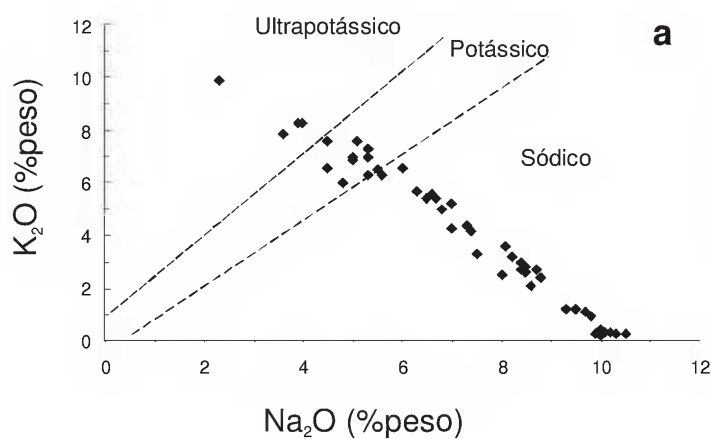 a
Ultrapotássico
Potássico
Sódico
K₂O (%peso)
12
10
8
6
4
2
0
0 2 4 6 8 10 12
Na₂O (%peso)